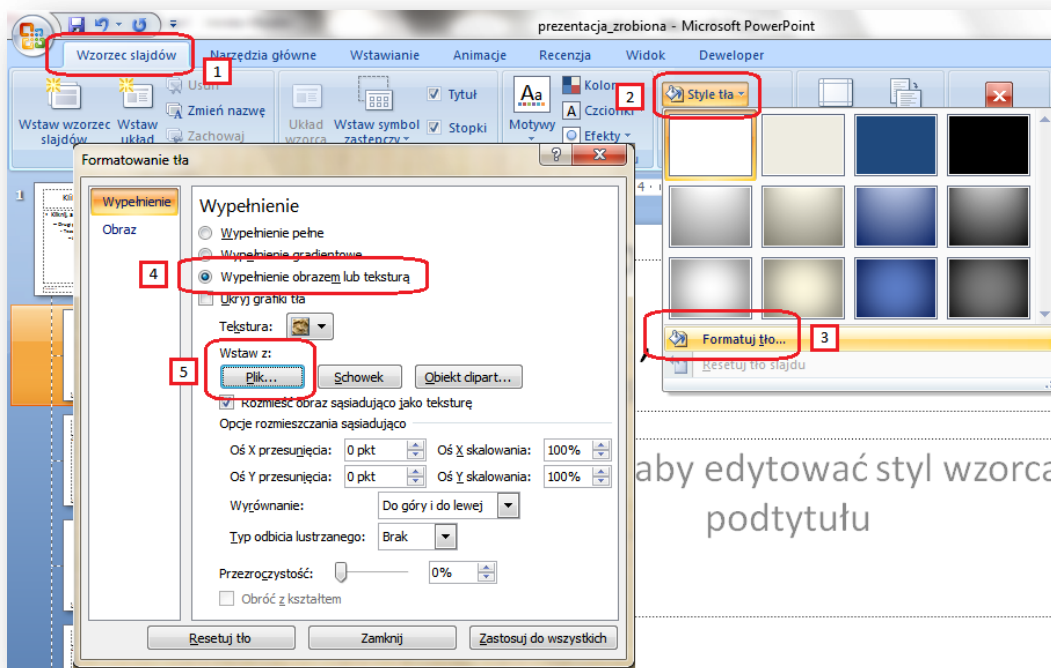 prezentacja_zrobiona - Microsoft PowerPoint
Wzorzec slajdów Narzędzia główne Wstawianie Animacje Recenzja Widok Deweloper
1
Usuń
Zmień nazwę
Zachowaj
Wstaw wzorzec slajdów
Wstaw układ
Układ wzorca
Wstaw symbol zastępczy
Tytuł
Stopki
Aa
Motywy
Kolory
A Czcionki
Efekty
2
Style tła
Formatowanie tła
Wypełnienie
Obraz
Wypełnienie
Wypełnienie pełne
Wypełnienie gradientowe
4
Wypełnienie obrazem lub teksturą
Ukryj grafiki tła
Tekstura:
Wstaw z:
5
Plik... Schowek Obiekt clipart...
Rozmieść obraz sąsiadująco jako teksturę
Opcje rozmieszczania sąsiadująco
Oś X przesunięcia: 0 pkt Oś X skalowania: 100%
Oś Y przesunięcia: 0 pkt Oś Y skalowania: 100%
Wyrównanie: Do góry i do lewej
Typ odbicia lustrzanego: Brak
Przezroczystość: 0%
Obróć z kształtem
Resetuj tło Zamknij Zastosuj do wszystkich
Formatuj tło... 3
Resetuj tło slajdu
aby edytować styl wzorca
podtytułu
1